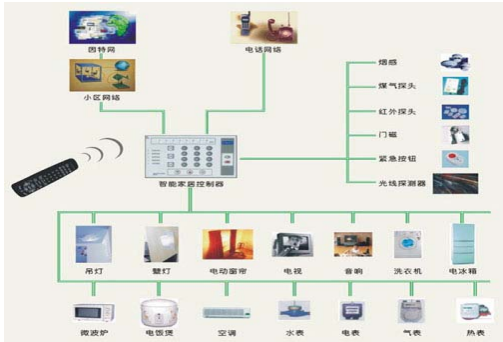 因特网
电话网络
小区网络
烟感
煤气探头
红外探头
门磁
紧急按钮
光线探测器
智能家居控制器
吊灯
壁灯
电动窗帘
电视
音响
洗衣机
电冰箱
微波炉
电饭煲
空调
水表
电表
气表
热表